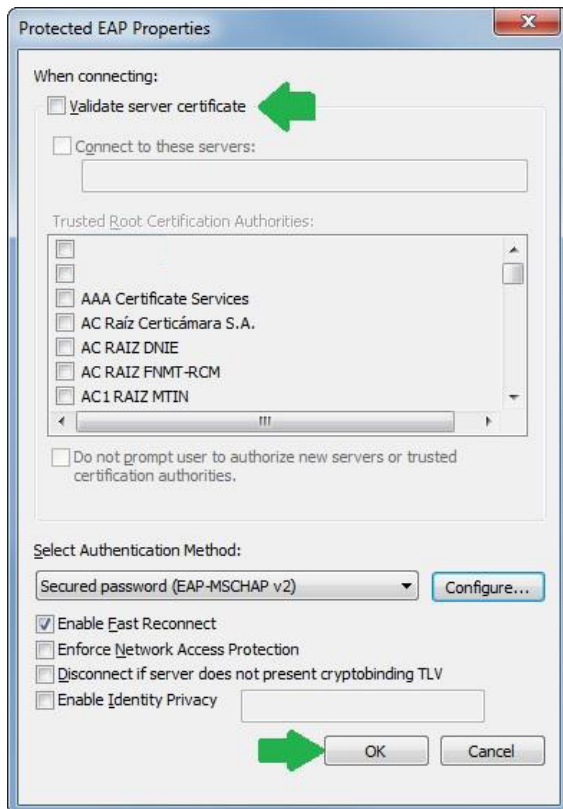 Protected EAP Properties
When connecting:
Validate server certificate
Connect to these servers:
Trusted Root Certification Authorities:
AAA Certificate Services
AC Raíz Certicámara S.A.
AC RAIZ DNIE
AC RAIZ FNMT-RCM
AC1 RAIZ MTIN
Do not prompt user to authorize new servers or trusted
certification authorities.
Select Authentication Method:
Secured password (EAP-MSCHAP v2) Configure...
Enable Fast Reconnect
Enforce Network Access Protection
Disconnect if server does not present cryptobinding TLV
Enable Identity Privacy
OK Cancel